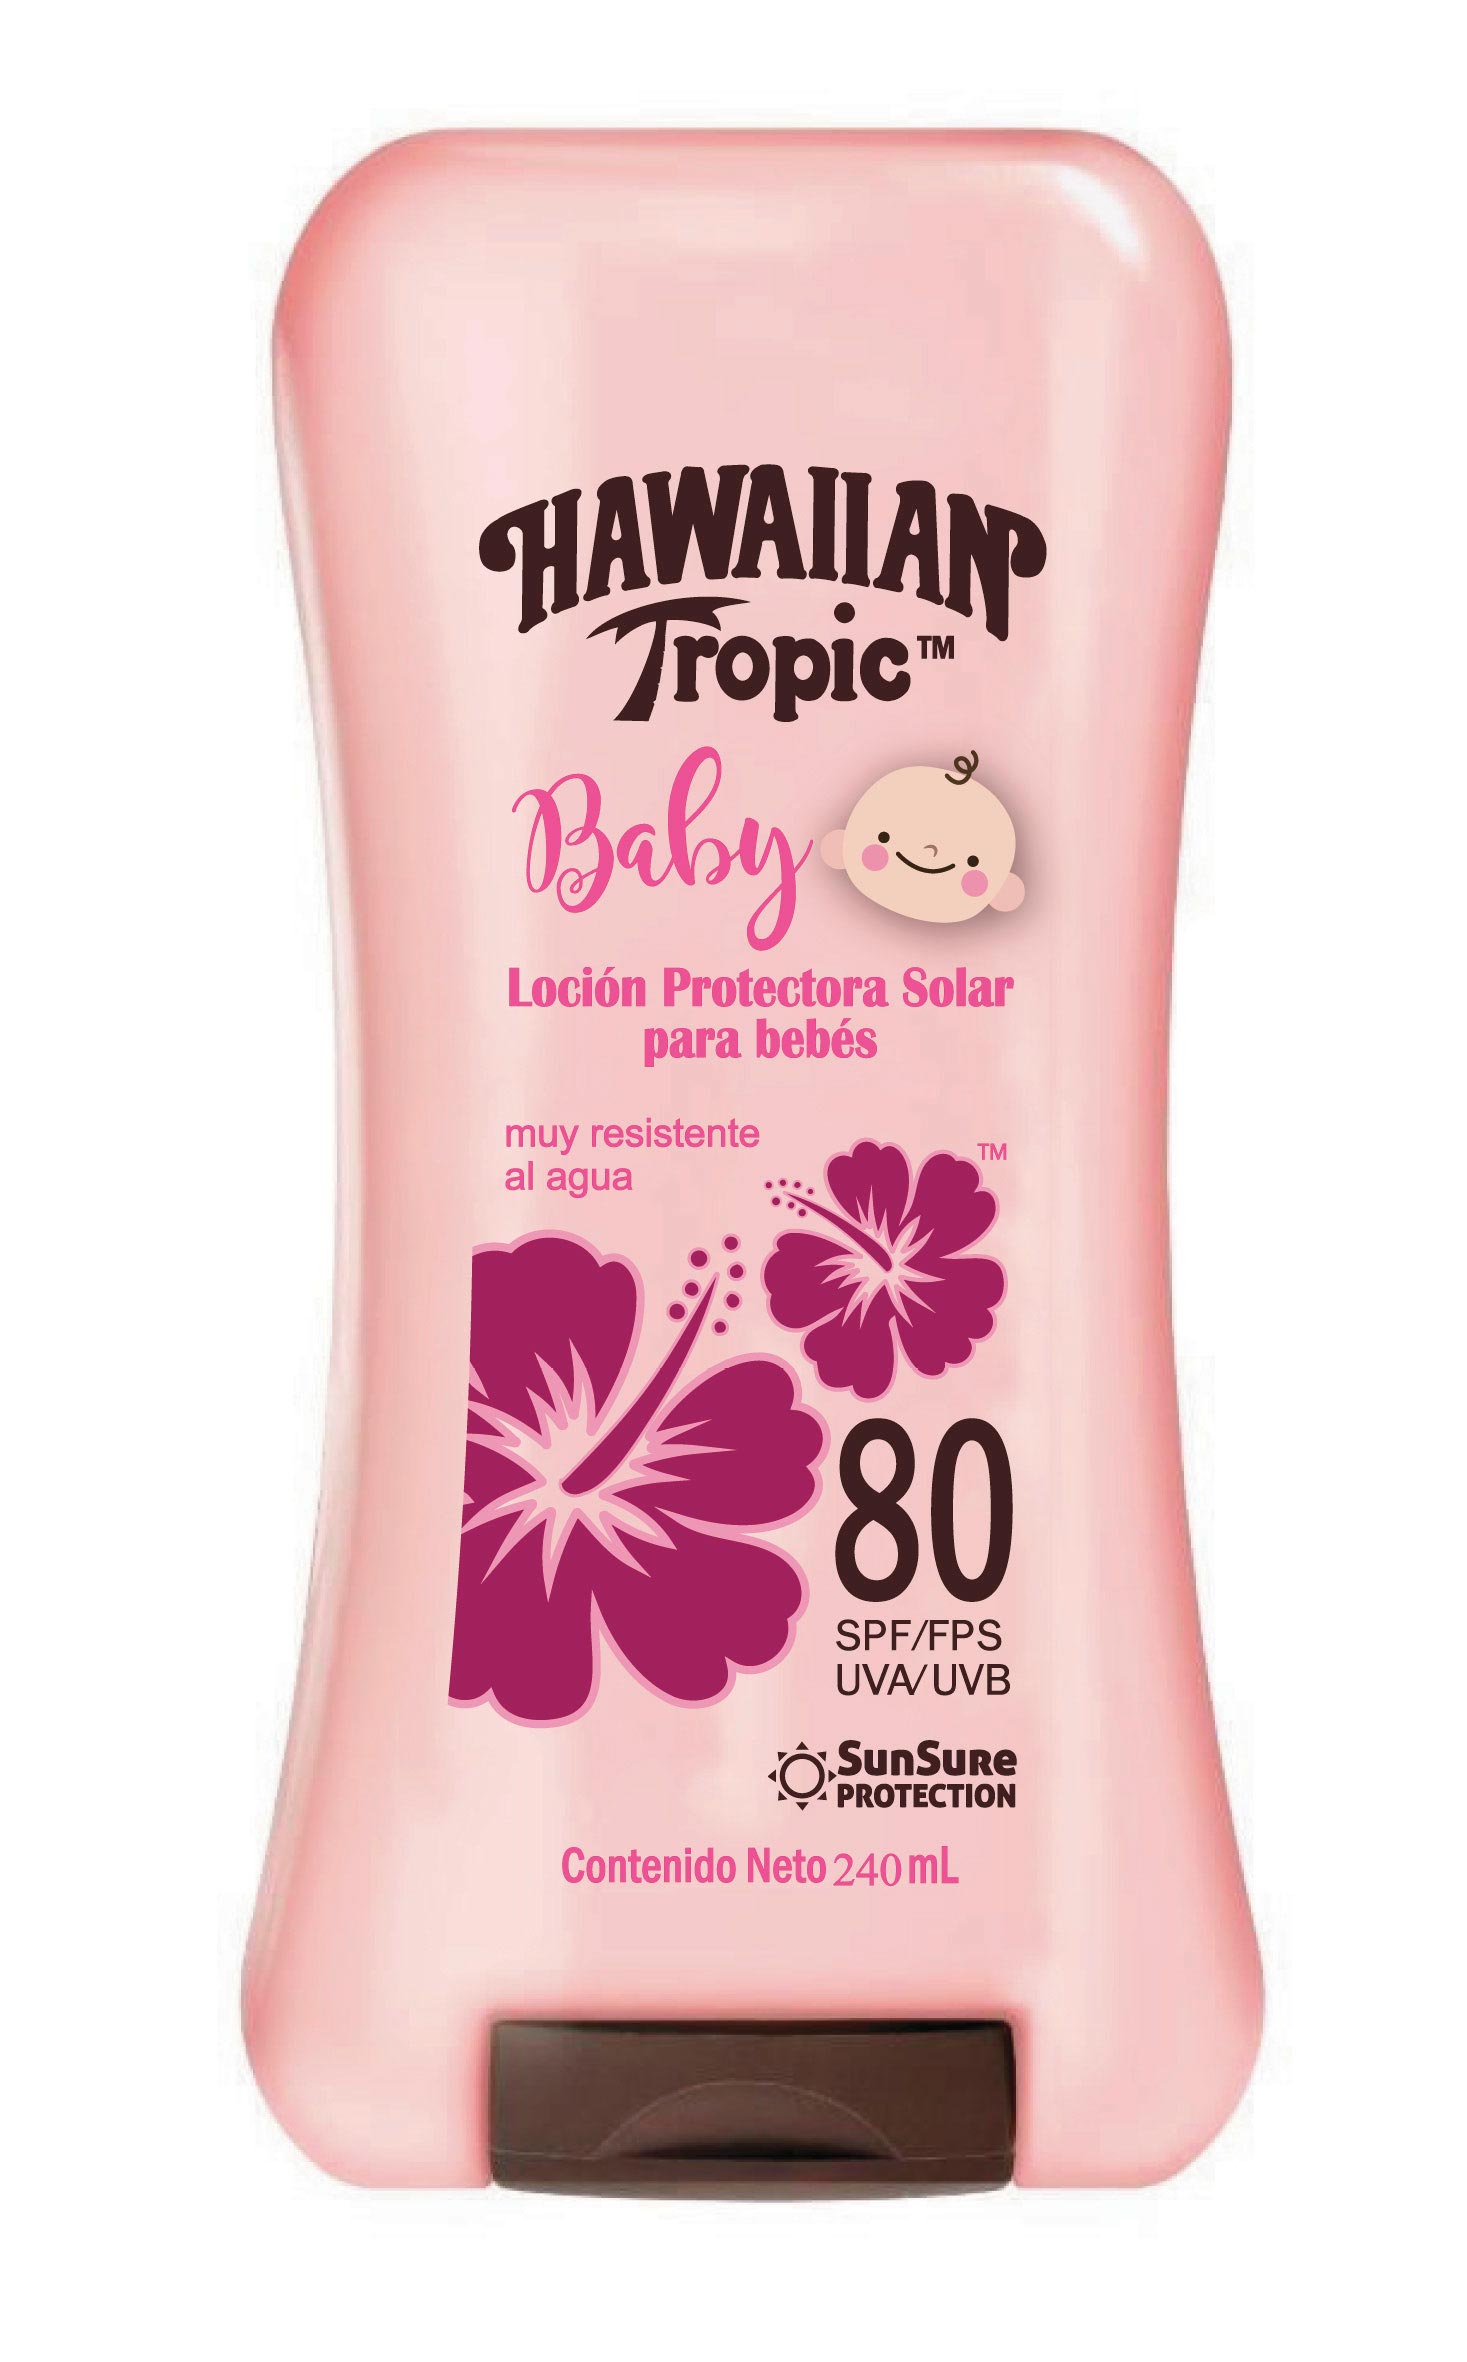 HAWAIIAN
Tropic™
Baby
Loción Protectora Solar
para bebés
muy resistente
al agua
™
80
SPF/FPS
UVA/UVB
SunSure
PROTECTION
Contenido Neto 240 mL